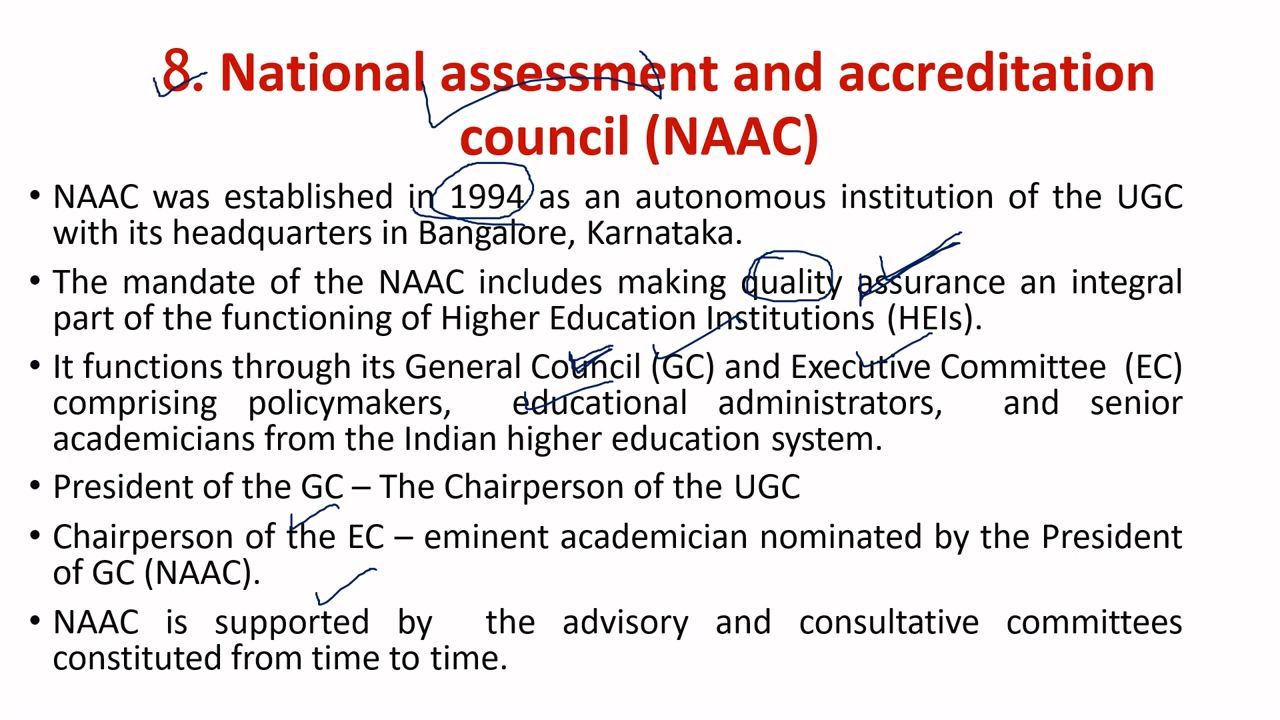 8. National assessment and accreditation
council (NAAC)
• NAAC was established in 1994 as an autonomous institution of the UGC
with its headquarters in Bangalore, Karnataka.
• The mandate of the NAAC includes making quality assurance an integral
part of the functioning of Higher Education Institutions (HEIs).
• It functions through its General Council (GC) and Executive Committee (EC)
comprising policymakers, educational administrators, and senior
academicians from the Indian higher education system.
• President of the GC – The Chairperson of the UGC
• Chairperson of the EC – eminent academician nominated by the President
of GC (NAAC).
• NAAC is supported by the advisory and consultative committees
constituted from time to time.